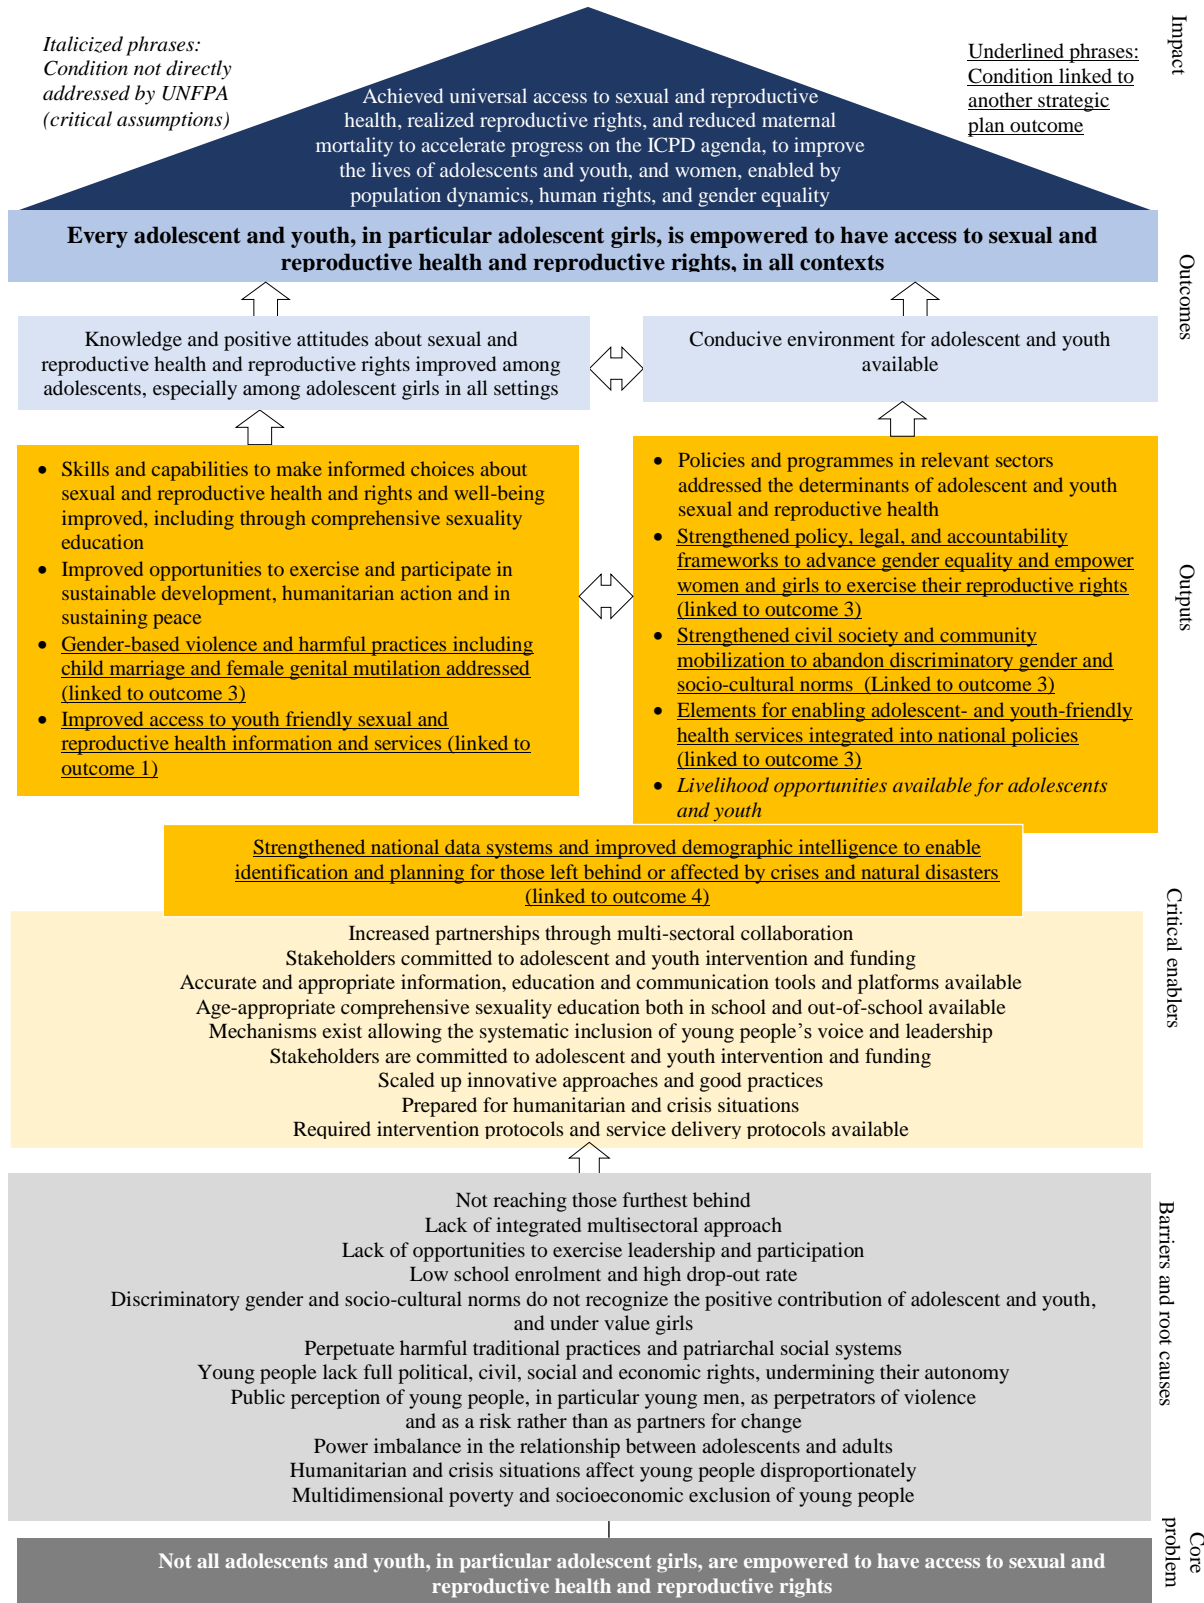 Italicized phrases:
Condition not directly
addressed by UNFPA
(critical assumptions)
Underlined phrases:
Condition linked to
another strategic
plan outcome
Impact
Achieved universal access to sexual and reproductive
health, realized reproductive rights, and reduced maternal
mortality to accelerate progress on the ICPD agenda, to improve
the lives of adolescents and youth, and women, enabled by
population dynamics, human rights, and gender equality
Every adolescent and youth, in particular adolescent girls, is empowered to have access to sexual and
reproductive health and reproductive rights, in all contexts
Outcomes
Knowledge and positive attitudes about sexual and
reproductive health and reproductive rights improved among
adolescents, especially among adolescent girls in all settings
Conducive environment for adolescent and youth
available
• Skills and capabilities to make informed choices about
sexual and reproductive health and rights and well-being
improved, including through comprehensive sexuality
education
• Improved opportunities to exercise and participate in
sustainable development, humanitarian action and in
sustaining peace
• Gender-based violence and harmful practices including
child marriage and female genital mutilation addressed
(linked to outcome 3)
• Improved access to youth friendly sexual and
reproductive health information and services (linked to
outcome 1)
• Policies and programmes in relevant sectors
addressed the determinants of adolescent and youth
sexual and reproductive health
• Strengthened policy, legal, and accountability
frameworks to advance gender equality and empower
women and girls to exercise their reproductive rights
(linked to outcome 3)
• Strengthened civil society and community
mobilization to abandon discriminatory gender and
socio-cultural norms  (Linked to outcome 3)
• Elements for enabling adolescent- and youth-friendly
health services integrated into national policies
(linked to outcome 3)
• Livelihood opportunities available for adolescents
and youth
Outputs
Strengthened national data systems and improved demographic intelligence to enable
identification and planning for those left behind or affected by crises and natural disasters
(linked to outcome 4)
Increased partnerships through multi-sectoral collaboration
Stakeholders committed to adolescent and youth intervention and funding
Accurate and appropriate information, education and communication tools and platforms available
Age-appropriate comprehensive sexuality education both in school and out-of-school available
Mechanisms exist allowing the systematic inclusion of young people’s voice and leadership
Stakeholders are committed to adolescent and youth intervention and funding
Scaled up innovative approaches and good practices
Prepared for humanitarian and crisis situations
Required intervention protocols and service delivery protocols available
Critical enablers
Not reaching those furthest behind
Lack of integrated multisectoral approach
Lack of opportunities to exercise leadership and participation
Low school enrolment and high drop-out rate
Discriminatory gender and socio-cultural norms do not recognize the positive contribution of adolescent and youth,
and under value girls
Perpetuate harmful traditional practices and patriarchal social systems
Young people lack full political, civil, social and economic rights, undermining their autonomy
Public perception of young people, in particular young men, as perpetrators of violence
and as a risk rather than as partners for change
Power imbalance in the relationship between adolescents and adults
Humanitarian and crisis situations affect young people disproportionately
Multidimensional poverty and socioeconomic exclusion of young people
Barriers and root causes
Not all adolescents and youth, in particular adolescent girls, are empowered to have access to sexual and
reproductive health and reproductive rights
Core
problem